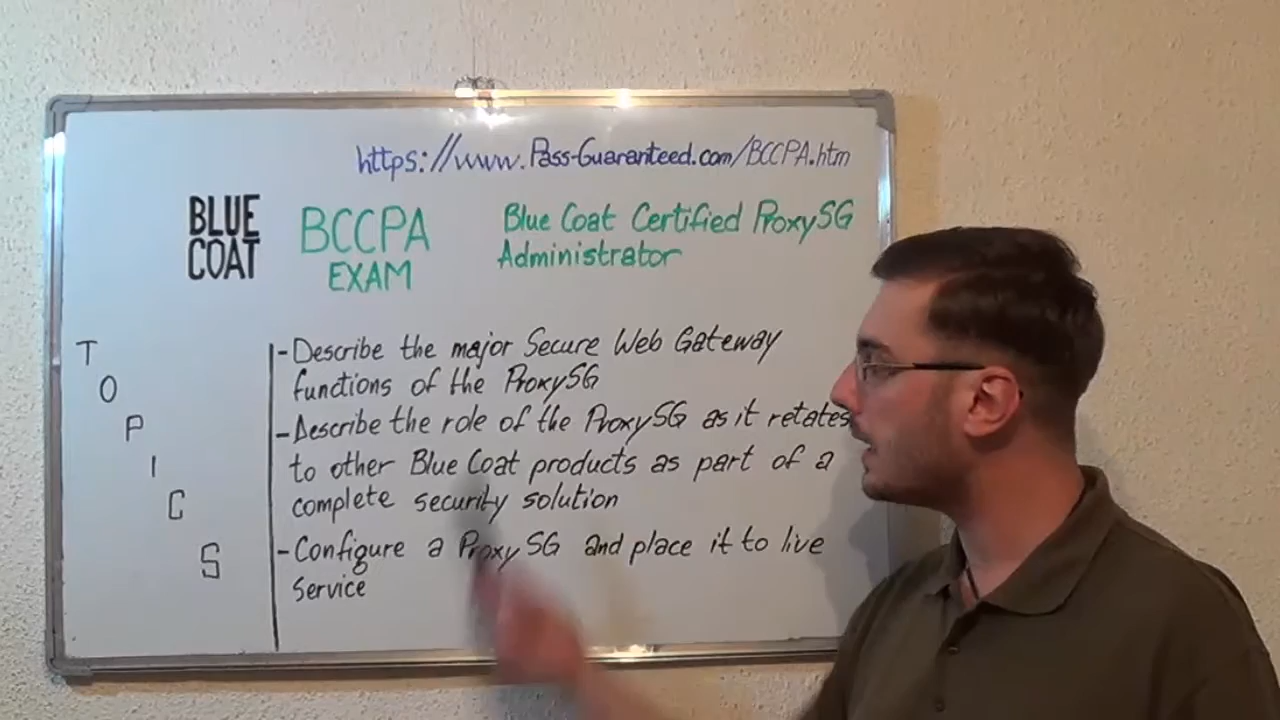 https://www.Pass-Guaranteed.com/BCCPA.htm
BLUE
COAT
BCCPA
EXAM
Blue Coat Certified ProxySG
Administrator
TOPICS
-Describe the major Secure Web Gateway
functions of the ProxySG
-Describe the role of the ProxySG as it retates
to other Blue Coat products as part of a
complete security solution
-Configure a ProxySG and place it to live
service